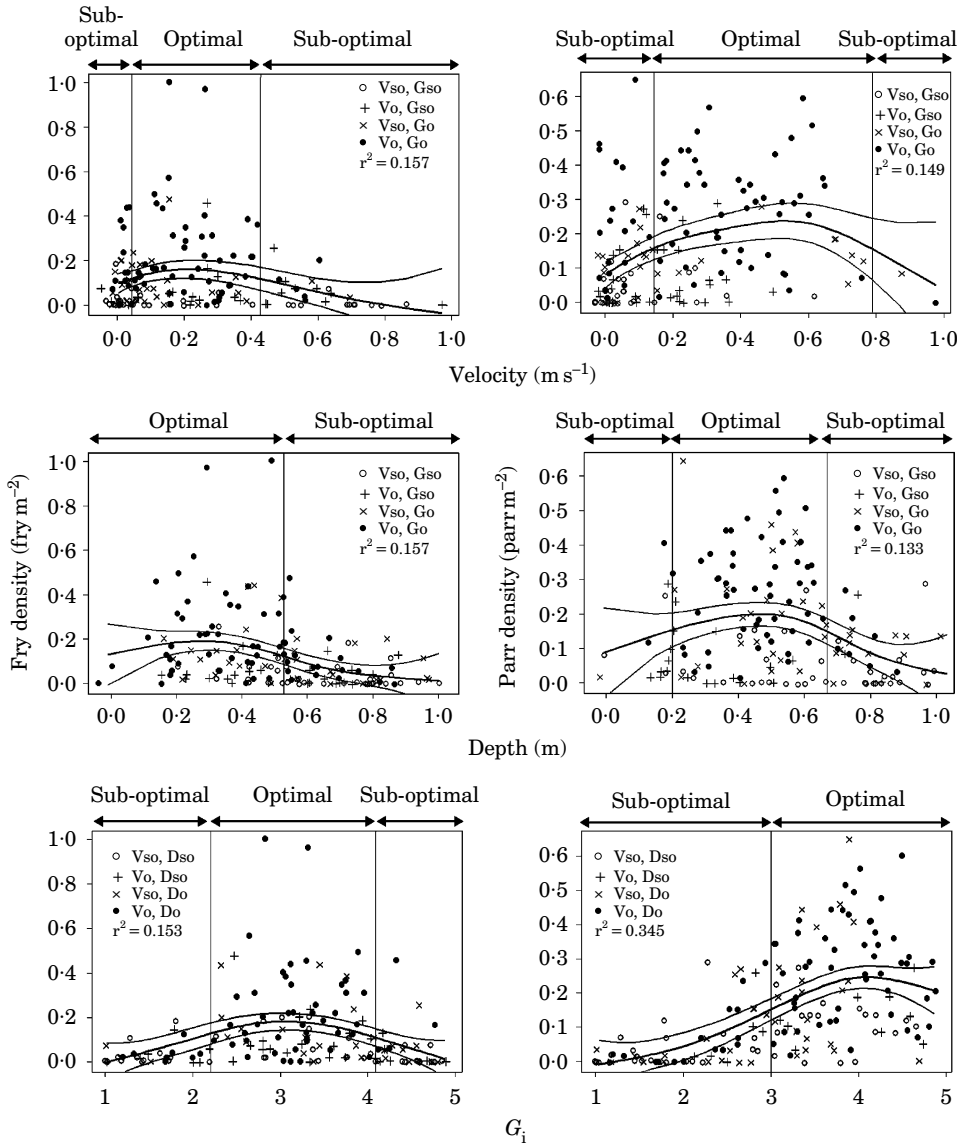 Sub-
optimal Optimal Sub-optimal
1·0
0·8
0·6
0·4
0·2
0·0
Vso, Gso
Vo, Gso
Vso, Go
Vo, Go
r² = 0.157
0·0 0·2 0·4 0·6 0·8 1·0
Sub-optimal Optimal Sub-optimal
0·6
0·5
0·4
0·3
0·2
0·1
0·0
Vso, Gso
Vo, Gso
Vso, Go
Vo, Go
r² = 0.149
0·0 0·2 0·4 0·6 0·8 1·0
Velocity (m s⁻¹)
Fry density (fry m⁻²)
Optimal Sub-optimal
1·0
0·8
0·6
0·4
0·2
0·0
Vso, Gso
Vo, Gso
Vso, Go
Vo, Go
r² = 0.157
0·0 0·2 0·4 0·6 0·8 1·0
Parr density (parr m⁻²)
Sub-optimal Optimal Sub-optimal
0·6
0·5
0·4
0·3
0·2
0·1
0·0
Vso, Gso
Vo, Gso
Vso, Go
Vo, Go
r² = 0.133
0·0 0·2 0·4 0·6 0·8 1·0
Depth (m)
Sub-optimal Optimal Sub-optimal
1·0
0·8
0·6
0·4
0·2
0·0
Vso, Dso
Vo, Dso
Vso, Do
Vo, Do
r² = 0.153
1 2 3 4 5
Sub-optimal Optimal
0·6
0·5
0·4
0·3
0·2
0·1
0·0
Vso, Dso
Vo, Dso
Vso, Do
Vo, Do
r² = 0.345
1 2 3 4 5
Gi